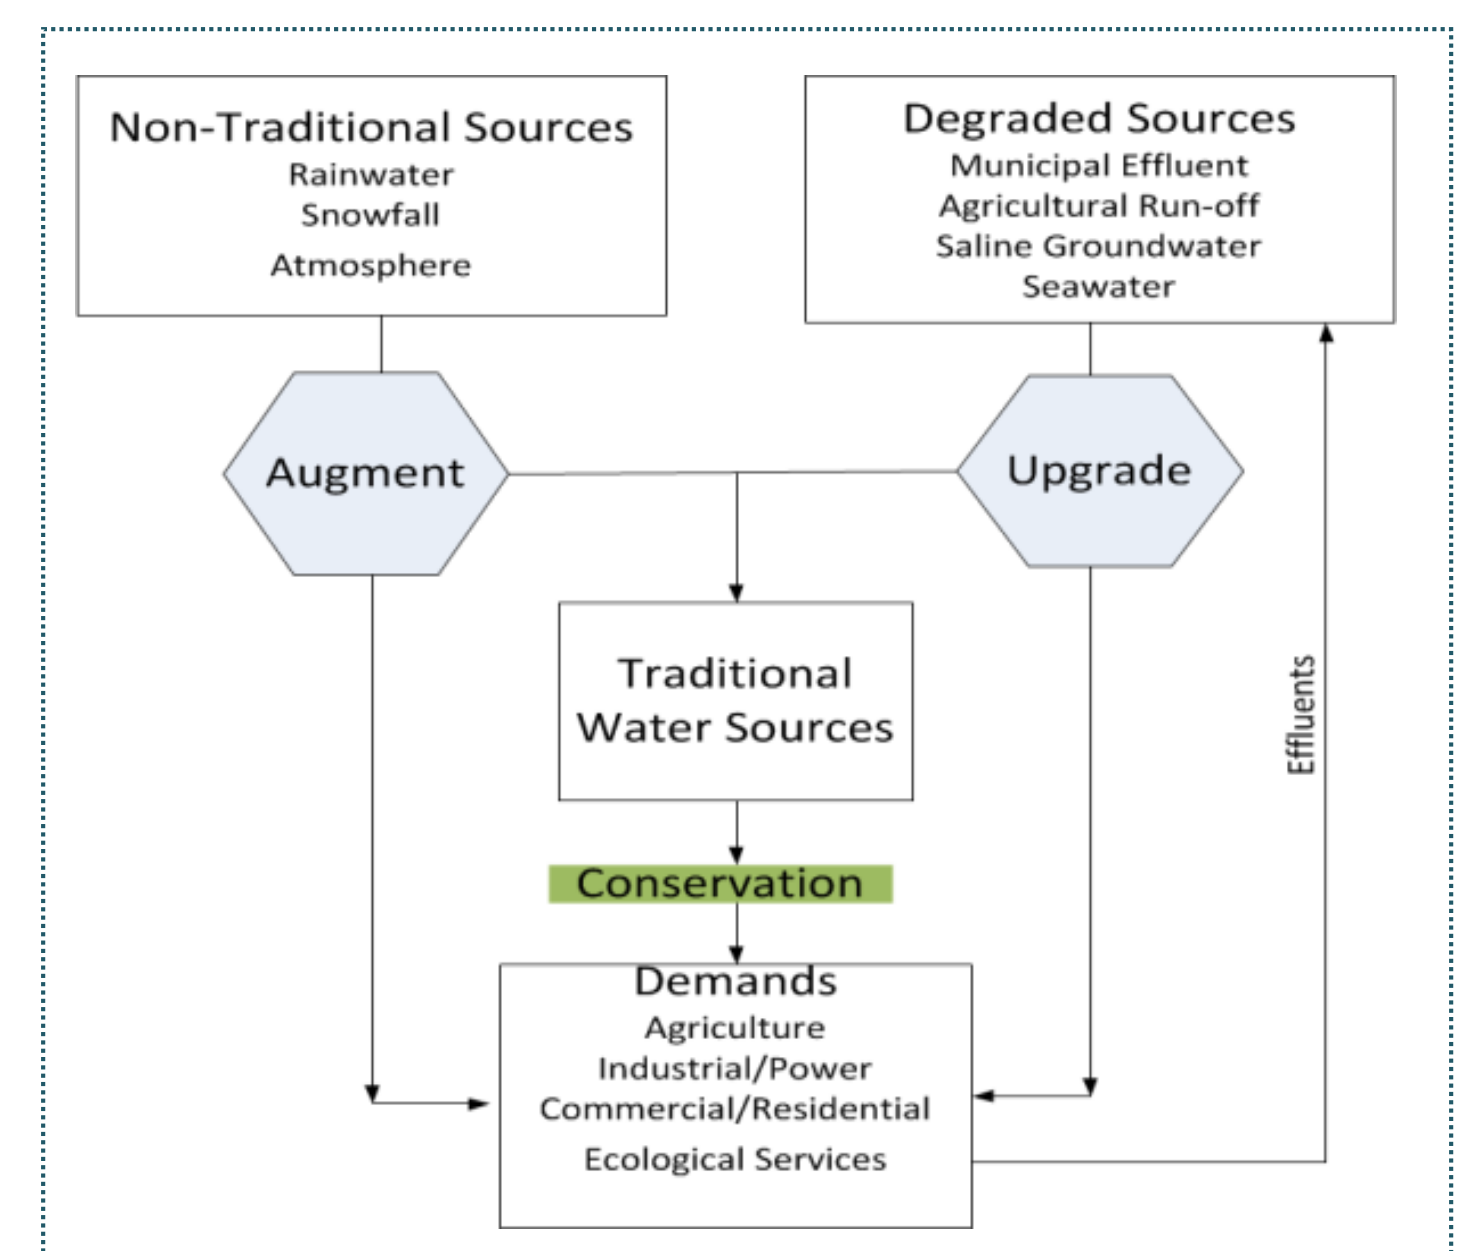 Non-Traditional Sources
Rainwater
Snowfall
Atmosphere
Degraded Sources
Municipal Effluent
Agricultural Run-off
Saline Groundwater
Seawater
Augment
Upgrade
Traditional
Water Sources
Effluents
Conservation
Demands
Agriculture
Industrial/Power
Commercial/Residential
Ecological Services